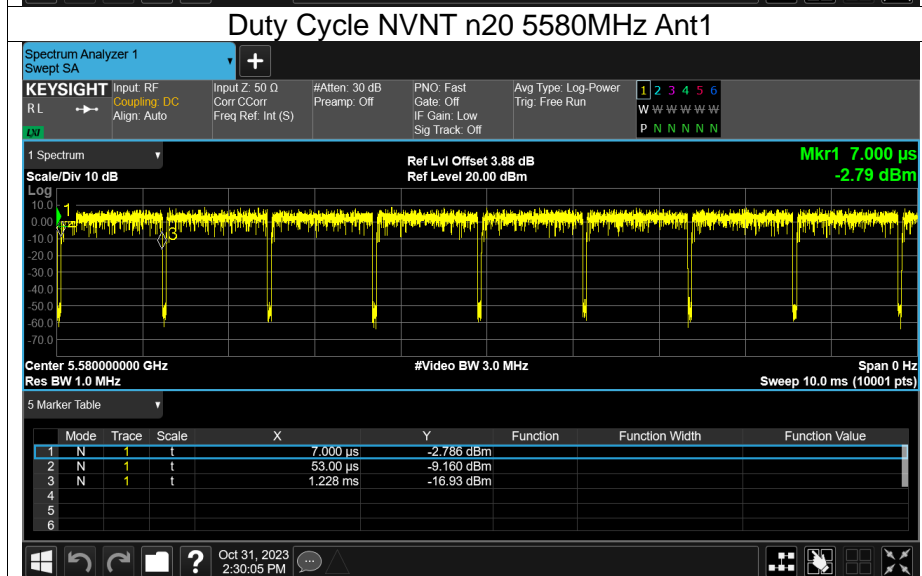 Duty Cycle NVNT n20 5580MHz Ant1
Spectrum Analyzer 1
Swept SA
+
KEYSIGHT Input: RF Input Z: 50 Ω #Atten: 30 dB PNO: Fast Avg Type: Log-Power 1 2 3 4 5 6
RL Coupling: DC Corr CCorr Preamp: Off Gate: Off Trig: Free Run W W W W W W
Align: Auto Freq Ref: Int (S) IF Gain: Low
LXI Sig Track: Off P N N N N N
1 Spectrum Ref Lvl Offset 3.88 dB Mkr1 7.000 µs
Scale/Div 10 dB Ref Level 20.00 dBm -2.79 dBm
Log
10.0 1
0.00
-10.0 3
-20.0
-30.0
-40.0
-50.0
-60.0
-70.0
Center 5.580000000 GHz #Video BW 3.0 MHz Span 0 Hz
Res BW 1.0 MHz Sweep 10.0 ms (10001 pts)
5 Marker Table
Mode Trace Scale X Y Function Function Width Function Value
1 N 1 t 7.000 µs -2.786 dBm
2 N 1 t 53.00 µs -9.160 dBm
3 N 1 t 1.228 ms -16.93 dBm
4
5
6
? Oct 31, 2023
2:30:05 PM